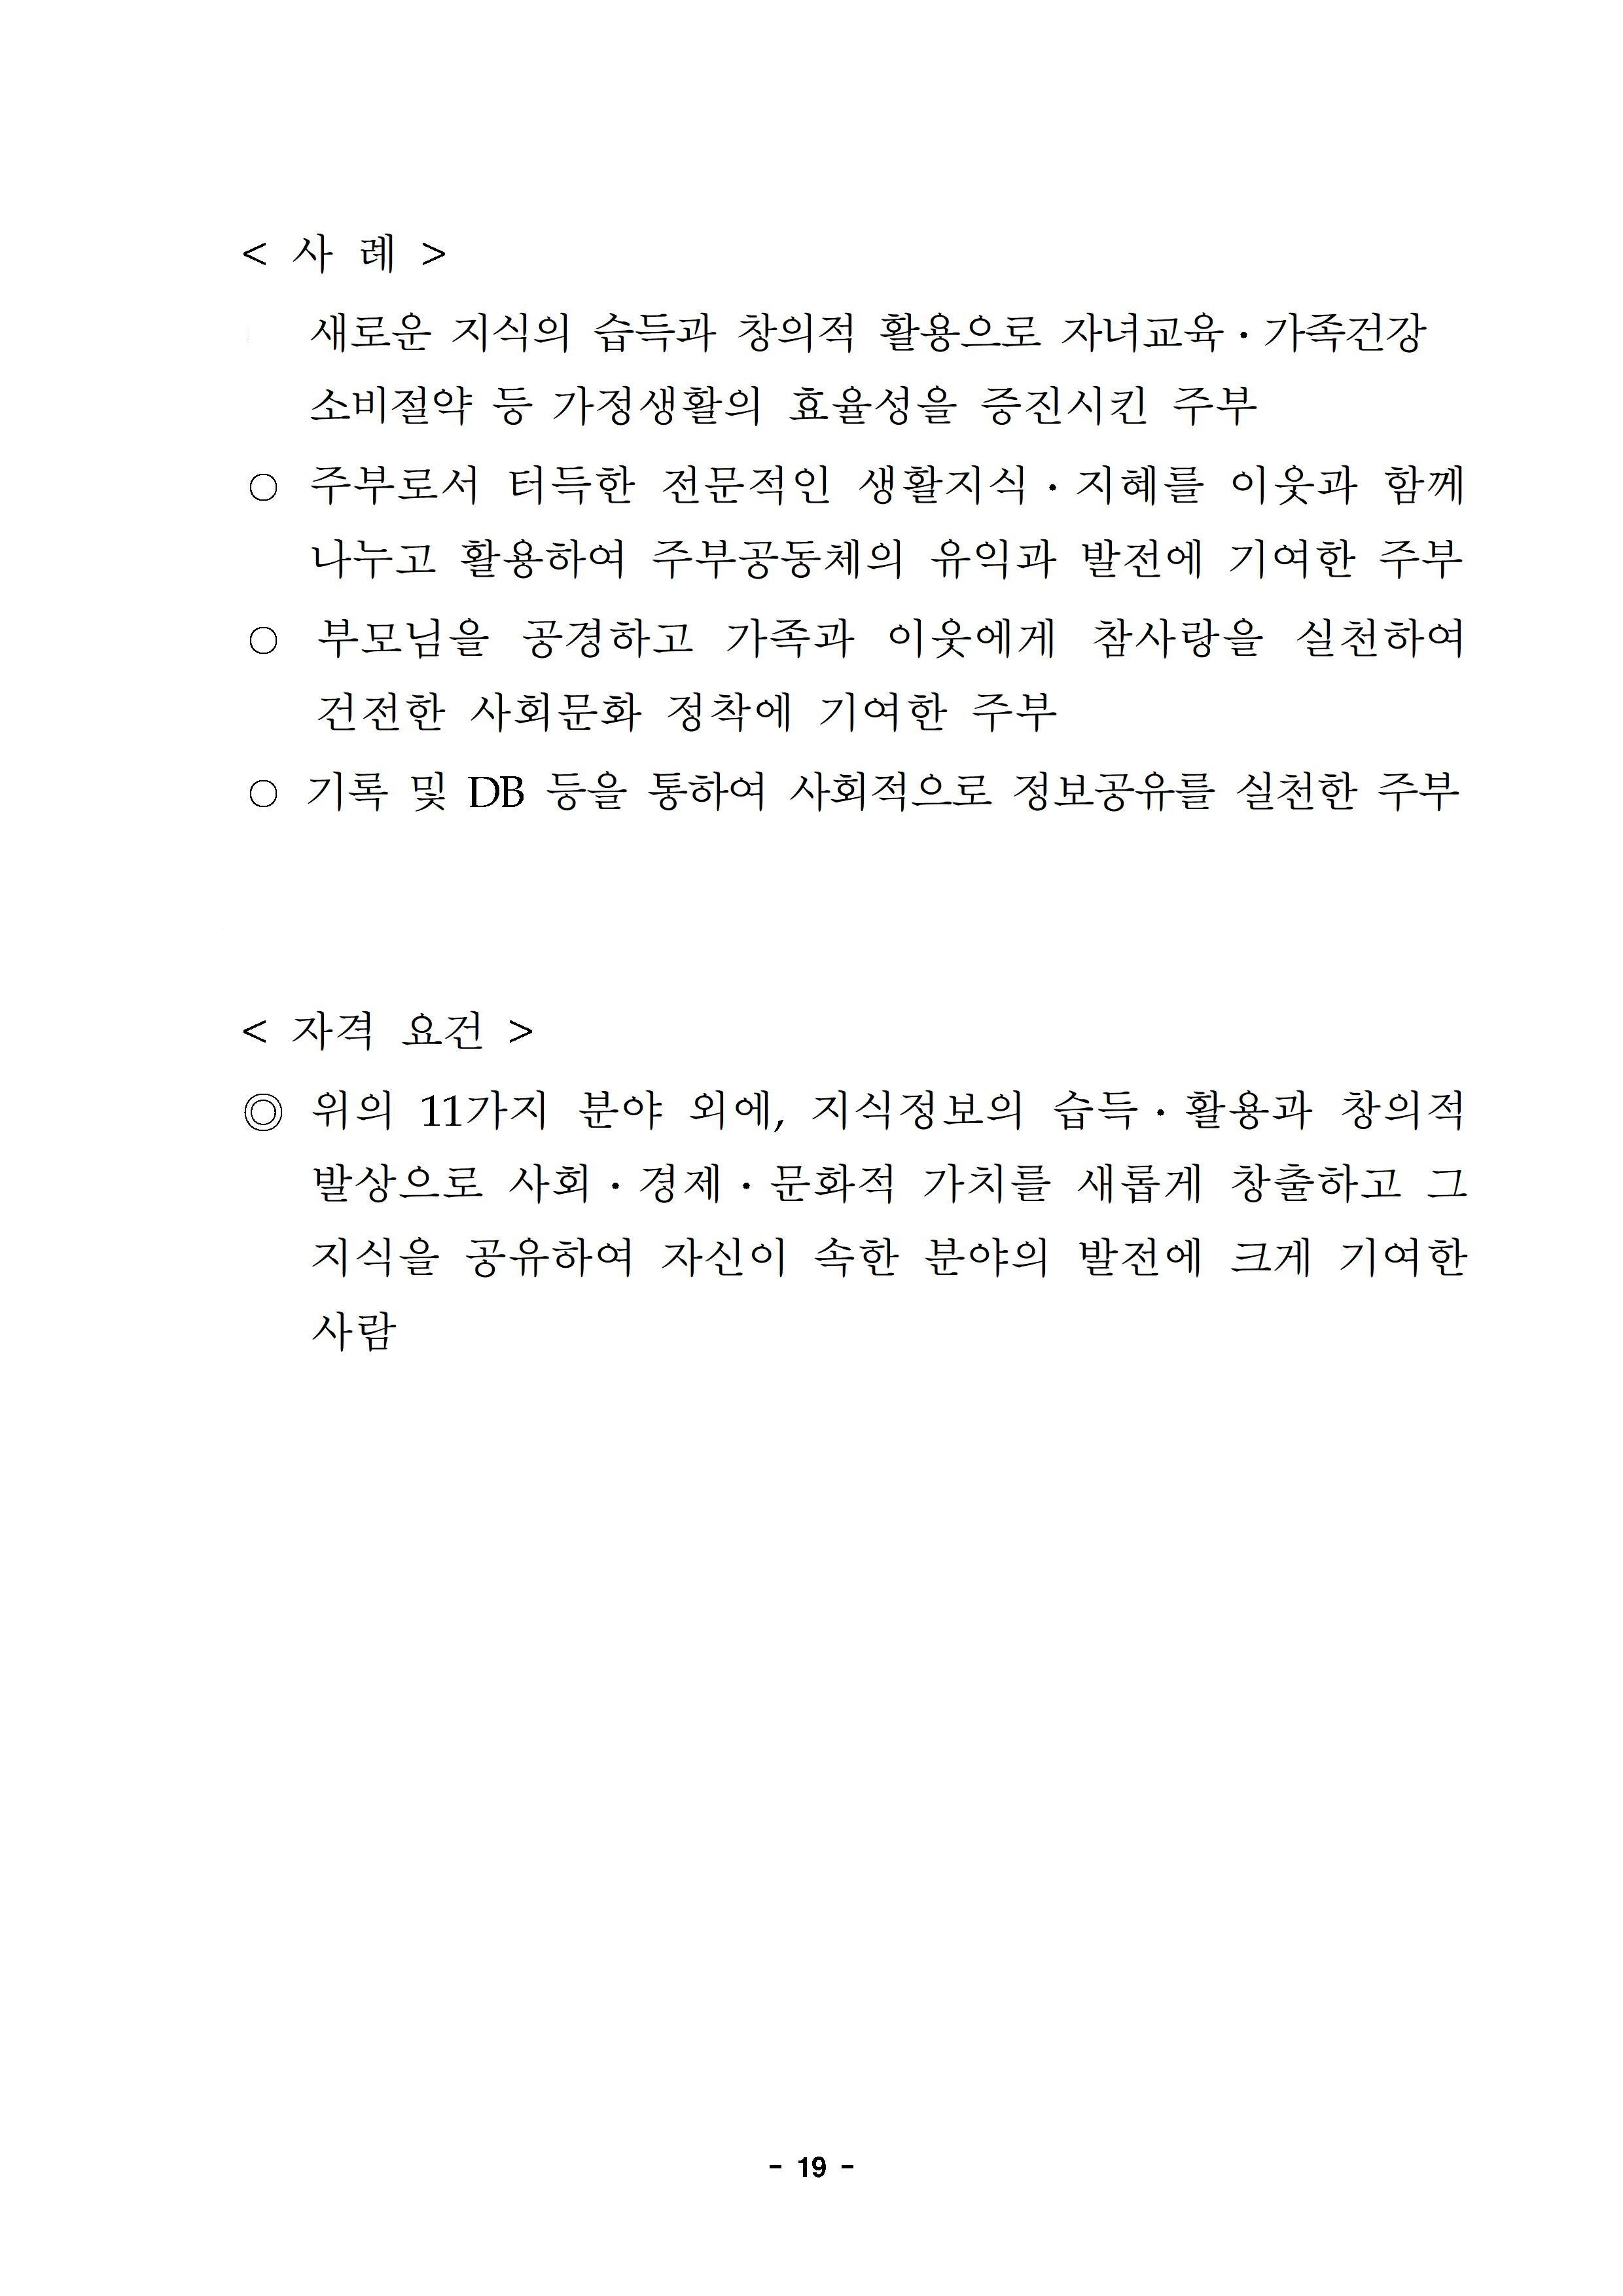 < 사 례 >
새로운 지식의 습득과 창의적 활용으로 자녀교육·가족건강
소비절약 등 가정생활의 효율성을 증진시킨 주부
○ 주부로서 터득한 전문적인 생활지식·지혜를 이웃과 함께
나누고 활용하여 주부공동체의 유익과 발전에 기여한 주부
○ 부모님을 공경하고 가족과 이웃에게 참사랑을 실천하여
건전한 사회문화 정착에 기여한 주부
○ 기록 및 DB 등을 통하여 사회적으로 정보공유를 실천한 주부
< 자격 요건 >
◎ 위의 11가지 분야 외에, 지식정보의 습득·활용과 창의적
발상으로 사회·경제·문화적 가치를 새롭게 창출하고 그
지식을 공유하여 자신이 속한 분야의 발전에 크게 기여한
사람
- 19 -